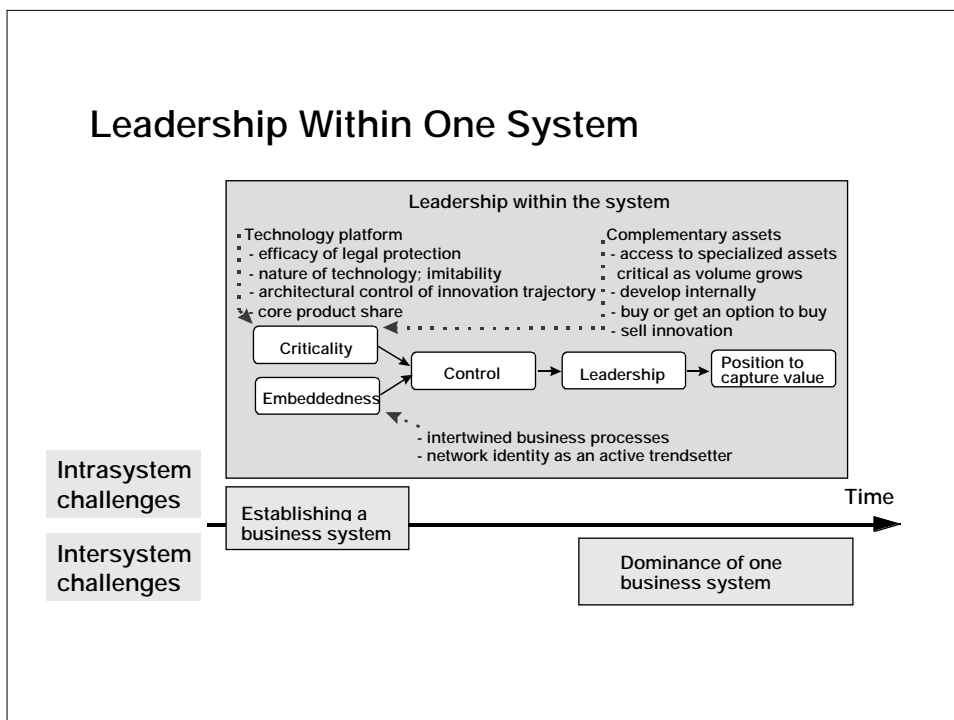 Leadership Within One System
Leadership within the system
Technology platform
- efficacy of legal protection
- nature of technology; imitability
- architectural control of innovation trajectory
- core product share
Complementary assets
- access to specialized assets
critical as volume grows
- develop internally
- buy or get an option to buy
- sell innovation
Criticality
Embeddedness
Control
Leadership
Position to
capture value
- intertwined business processes
- network identity as an active trendsetter
Intrasystem
challenges
Time
Establishing a
business system
Intersystem
challenges
Dominance of one
business system